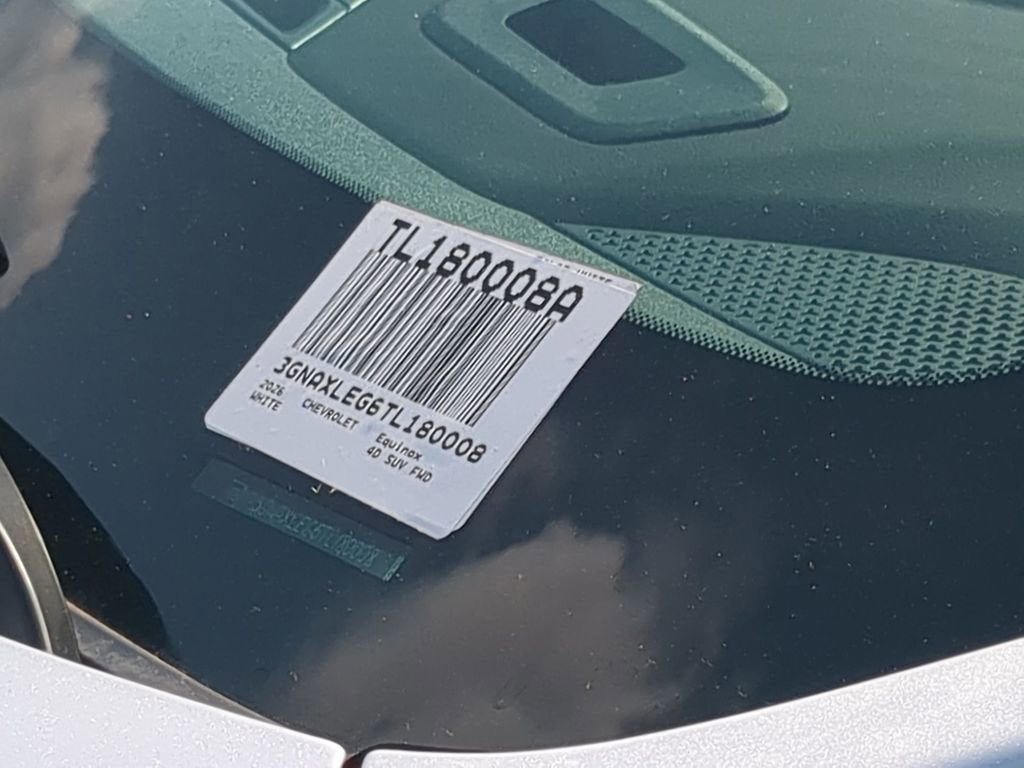 TL180008A
3GNAXLEG6TL180008
2026 CHEVROLET Equinox
WHITE 4D SUV FWD